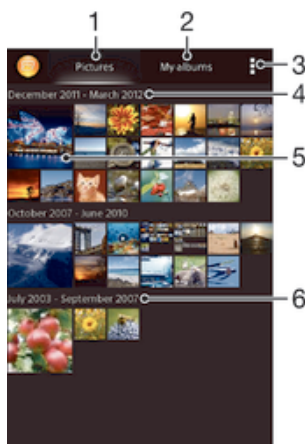 1
2
Pictures
My albums
3
December 2011 - March 2012
4
5
October 2007 - June 2010
July 2003 - September 2007
6